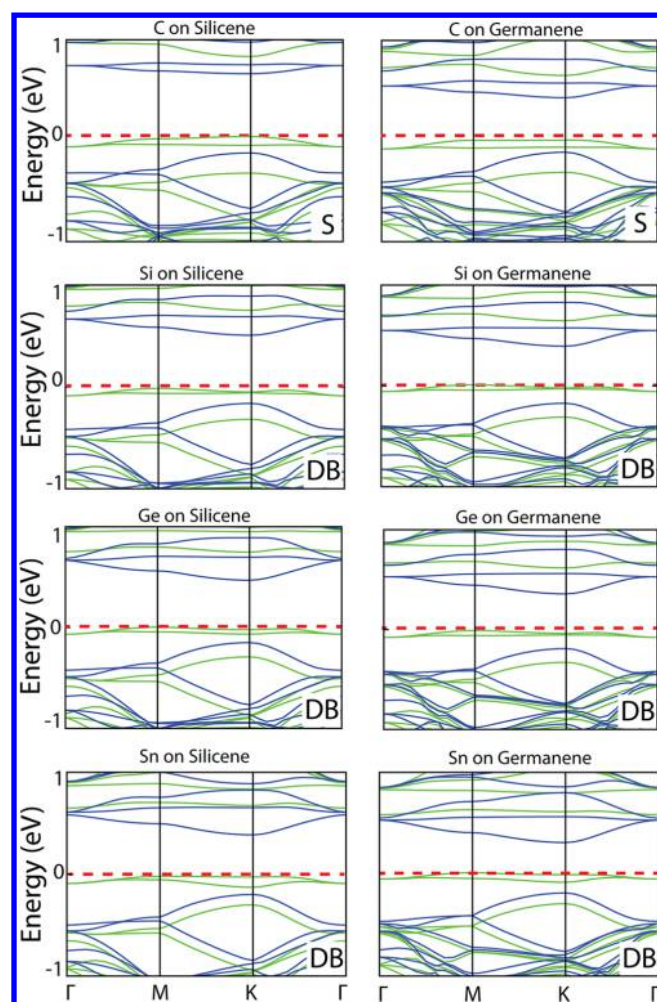 C on Silicene
C on Germanene
Energy (eV)
1
0
-1
S
S
Si on Silicene
Si on Germanene
Energy (eV)
1
0
-1
DB
DB
Ge on Silicene
Ge on Germanene
Energy (eV)
1
0
-1
DB
DB
Sn on Silicene
Sn on Germanene
Energy (eV)
1
0
-1
DB
DB
Γ M K Γ
Γ M K Γ